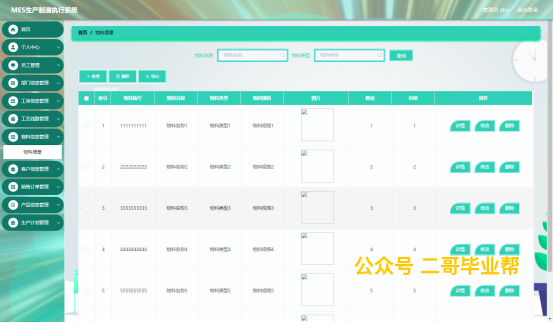 MES生产制造执行系统
管理员 abo 退出登录
首页
个人中心
员工管理
部门信息管理
工单信息管理
工艺线路管理
物料信息管理
物料信息
客户信息管理
销售订单管理
产品信息管理
生产计划管理
首页 / 物料信息
物料名称 物料名称 物料类型 物料类型 查询
+ 新增 删除 + 导出
索引 物料编号 物料名称 物料类型 物料规格 图片 数量 价格 操作
1 1111111111 物料名称1 物料类型1 物料规格1 1 1 详情 修改 删除
2 2222222222 物料名称2 物料类型2 物料规格2 2 2 详情 修改 删除
3 3333333333 物料名称3 物料类型3 物料规格3 3 3 详情 修改 删除
4 4444444444 物料名称4 物料类型4 物料规格4 4 4 详情 修改 删除
5 5555555555 物料名称5 物料类型5 物料规格5 5 5 详情 修改 删除
公众号 二哥毕业帮